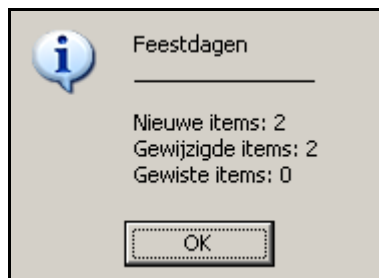 Feestdagen
Nieuwe items: 2
Gewijzigde items: 2
Gewiste items: 0
OK